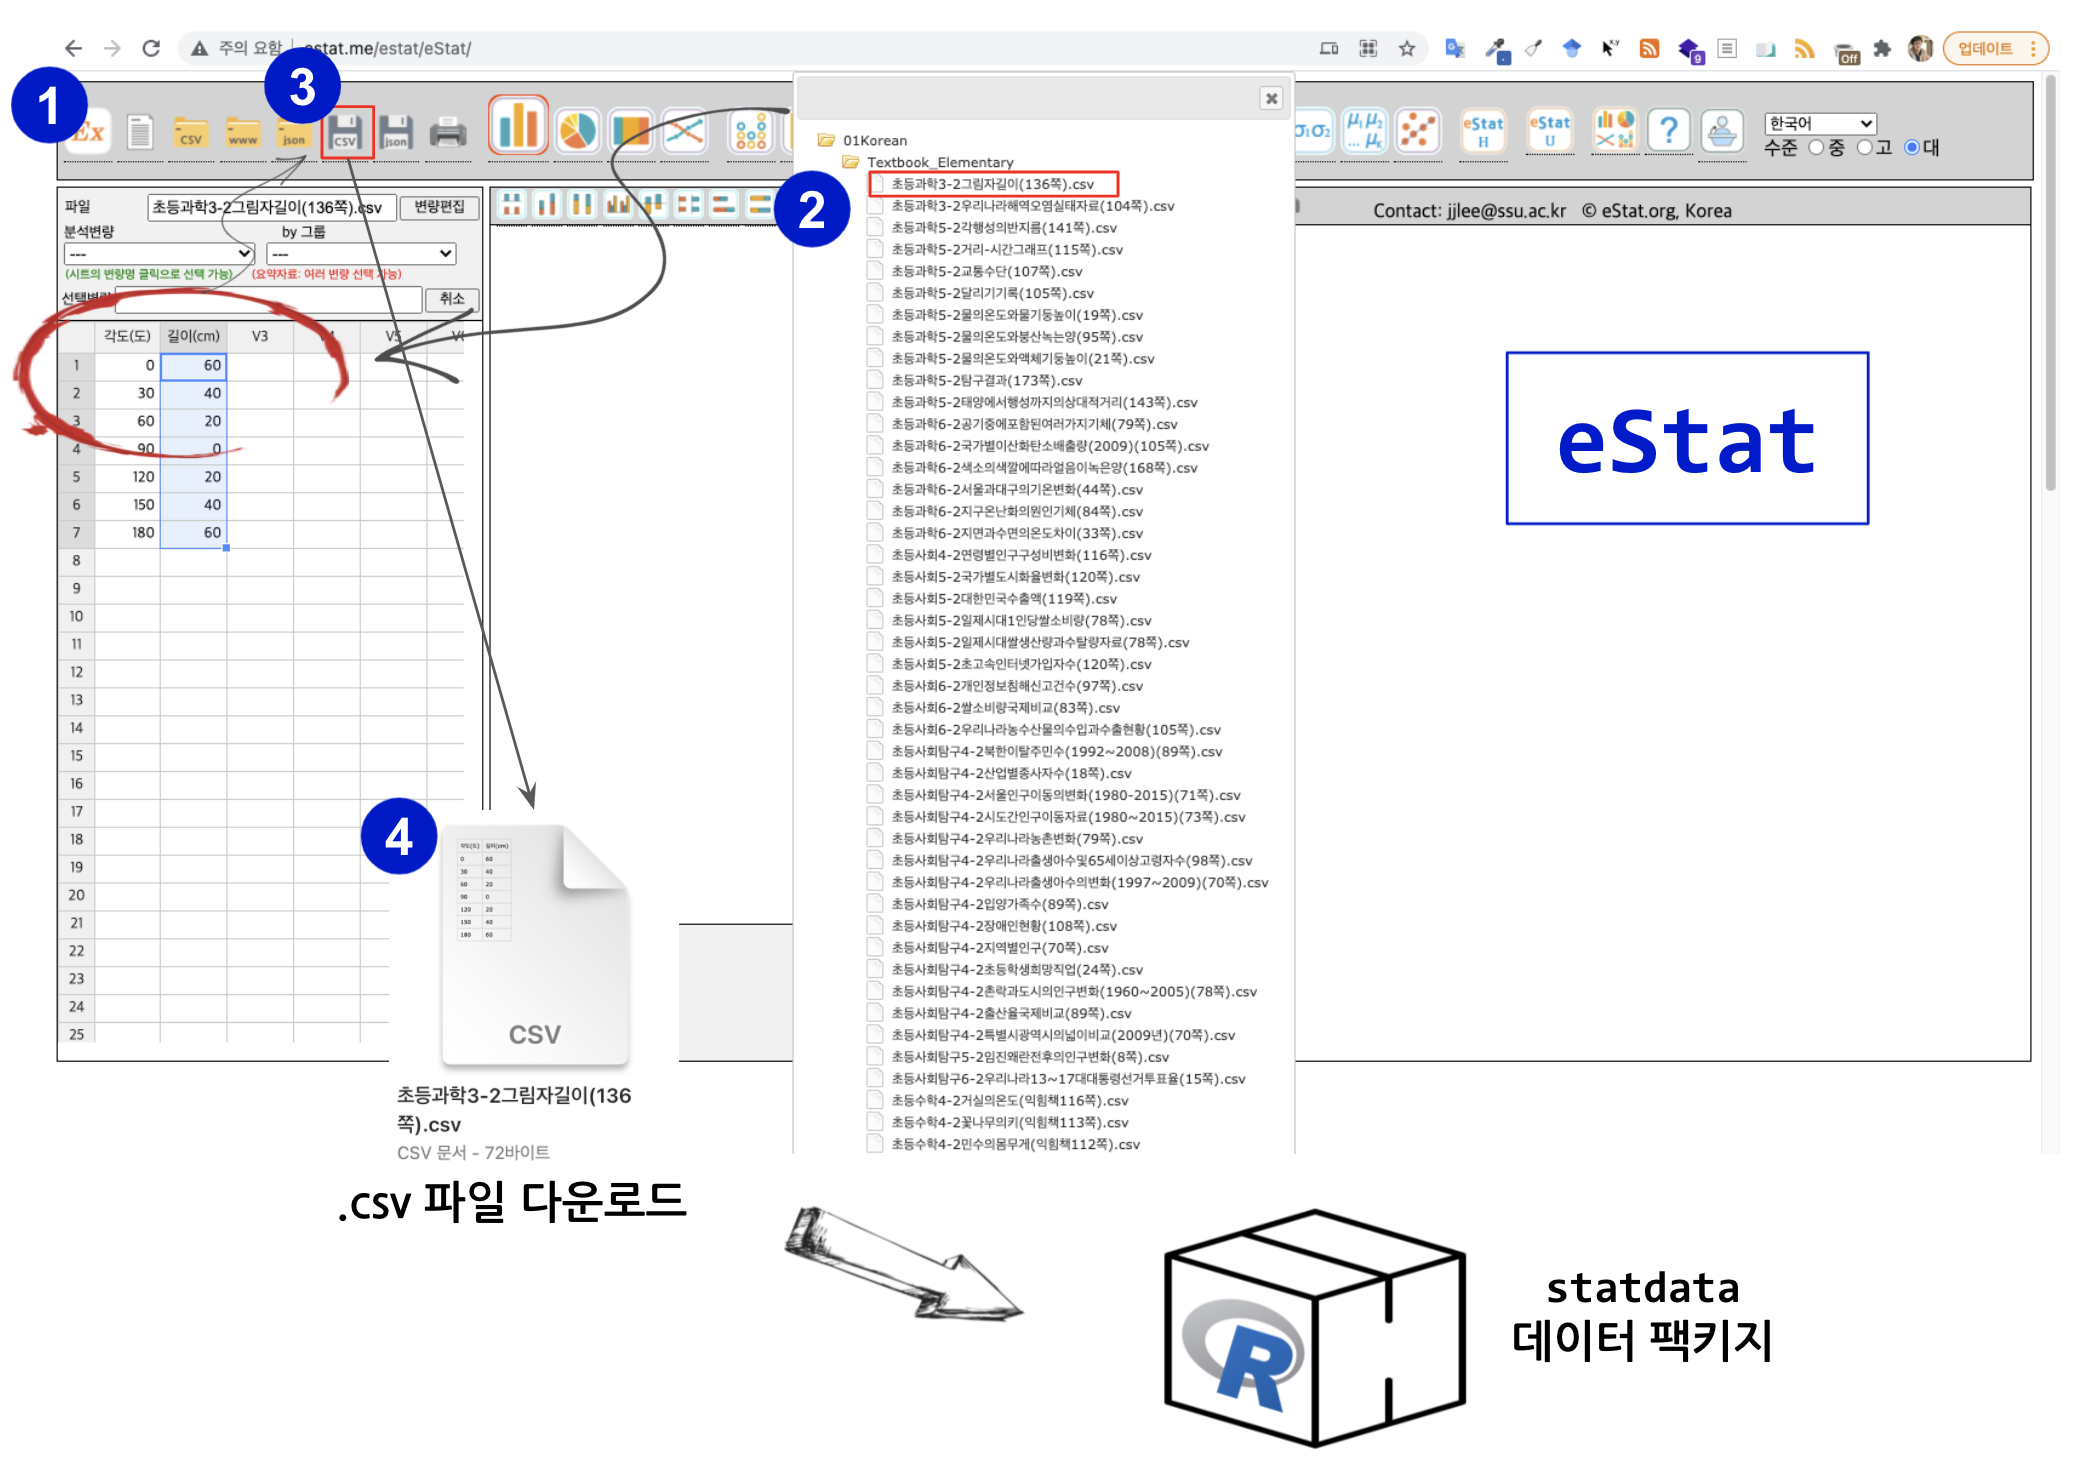 주의 요함 estat.me/estat/eStat/
Off
9
업데이트
1
3
Ex
CSV
www
json
CSV
json
σ₁σ₂
μ₁μ₂
... μₖ
eStat
H
eStat
U
?
한국어
수준 중 고 대
01Korean
Textbook_Elementary
2
파일
초등과학3-2그림자길이(136쪽).csv
변량편집
분석변량
by 그룹
---
---
(시트의 변량명 클릭으로 선택 가능)
(요약자료: 여러 변량 선택 가능)
선택변량
취소
Contact: jjlee@ssu.ac.kr © eStat.org, Korea
각도(도) 길이(cm) V3 V4 V5
1 0 60
2 30 40
3 60 20
4 90 0
5 120 20
6 150 40
7 180 60
8
9
10
11
12
13
14
15
16
17
18
19
20
21
22
23
24
25
초등과학3-2그림자길이(136쪽).csv
초등과학3-2우리나라해역오염실태자료(104쪽).csv
초등과학5-2각행성의반지름(141쪽).csv
초등과학5-2거리-시간그래프(115쪽).csv
초등과학5-2교통수단(107쪽).csv
초등과학5-2달리기기록(105쪽).csv
초등과학5-2물의온도와물기둥높이(19쪽).csv
초등과학5-2물의온도와붕산녹는양(95쪽).csv
초등과학5-2물의온도와액체기둥높이(21쪽).csv
초등과학5-2탐구결과(173쪽).csv
초등과학5-2태양에서행성까지의상대적거리(143쪽).csv
초등과학6-2공기중에포함된여러가지기체(79쪽).csv
초등과학6-2국가별이산화탄소배출량(2009)(105쪽).csv
초등과학6-2색소의색깔에따라얼음이녹은양(168쪽).csv
초등과학6-2서울과대구의기온변화(44쪽).csv
초등과학6-2지구온난화의원인기체(84쪽).csv
초등과학6-2지면과수면의온도차이(33쪽).csv
초등사회4-2연령별인구구성비변화(116쪽).csv
초등사회5-2국가별도시화율변화(120쪽).csv
초등사회5-2대한민국수출액(119쪽).csv
초등사회5-2일제시대1인당쌀소비량(78쪽).csv
초등사회5-2일제시대쌀생산량과수탈량자료(78쪽).csv
초등사회5-2초고속인터넷가입자수(120쪽).csv
초등사회6-2개인정보침해신고건수(97쪽).csv
초등사회6-2쌀소비량국제비교(83쪽).csv
초등사회6-2우리나라농수산물의수입과수출현황(105쪽).csv
초등사회탐구4-2북한이탈주민수(1992~2008)(89쪽).csv
초등사회탐구4-2산업별종사자수(18쪽).csv
초등사회탐구4-2서울인구이동의변화(1980-2015)(71쪽).csv
초등사회탐구4-2시도간인구이동자료(1980~2015)(73쪽).csv
초등사회탐구4-2우리나라농촌변화(79쪽).csv
초등사회탐구4-2우리나라출생아수및65세이상고령자수(98쪽).csv
초등사회탐구4-2우리나라출생아수의변화(1997~2009)(70쪽).csv
초등사회탐구4-2입양가족수(89쪽).csv
초등사회탐구4-2장애인현황(108쪽).csv
초등사회탐구4-2지역별인구(70쪽).csv
초등사회탐구4-2초등학생희망직업(24쪽).csv
초등사회탐구4-2촌락과도시의인구변화(1960~2005)(78쪽).csv
초등사회탐구4-2출산율국제비교(89쪽).csv
초등사회탐구4-2특별시광역시의넓이비교(2009년)(70쪽).csv
초등사회탐구5-2임진왜란전후의인구변화(8쪽).csv
초등사회탐구6-2우리나라13~17대대통령선거투표율(15쪽).csv
초등수학4-2거실의온도(익힘책116쪽).csv
초등수학4-2꽃나무의키(익힘책113쪽).csv
초등수학4-2민수의몸무게(익힘책112쪽).csv
eStat
4
각도(도) 길이(cm)
0 60
30 40
60 20
90 0
120 20
150 40
180 60
CSV
초등과학3-2그림자길이(136
쪽).csv
CSV 문서 - 72바이트
.csv 파일 다운로드
R
statdata
데이터 팩키지